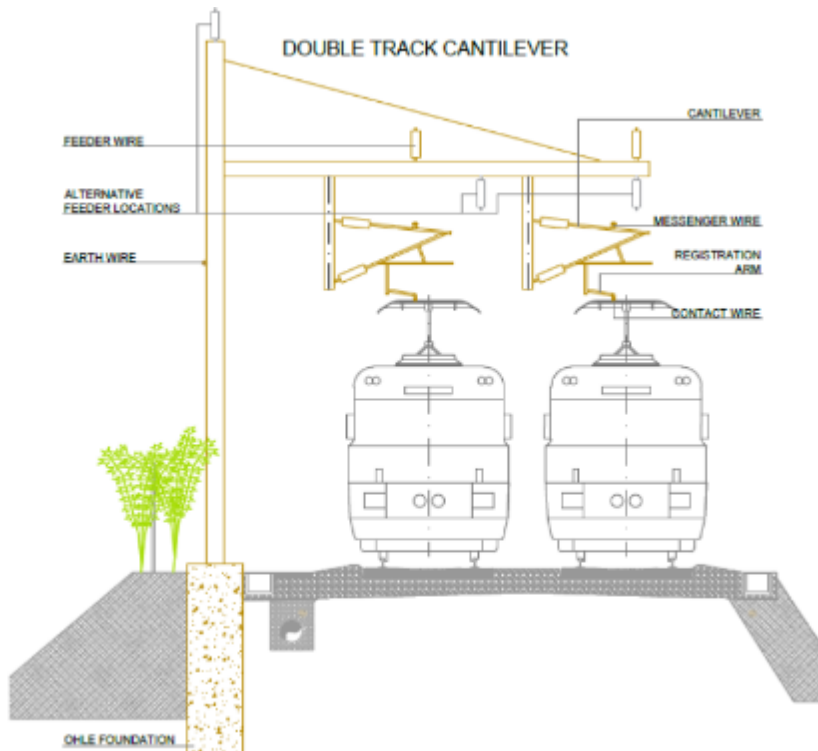 DOUBLE TRACK CANTILEVER
CANTILEVER
FEEDER WIRE
ALTERNATIVE
FEEDER LOCATIONS
MESSENGER WIRE
EARTH WIRE
REGISTRATION
ARM
CONTACT WIRE
OHLE FOUNDATION